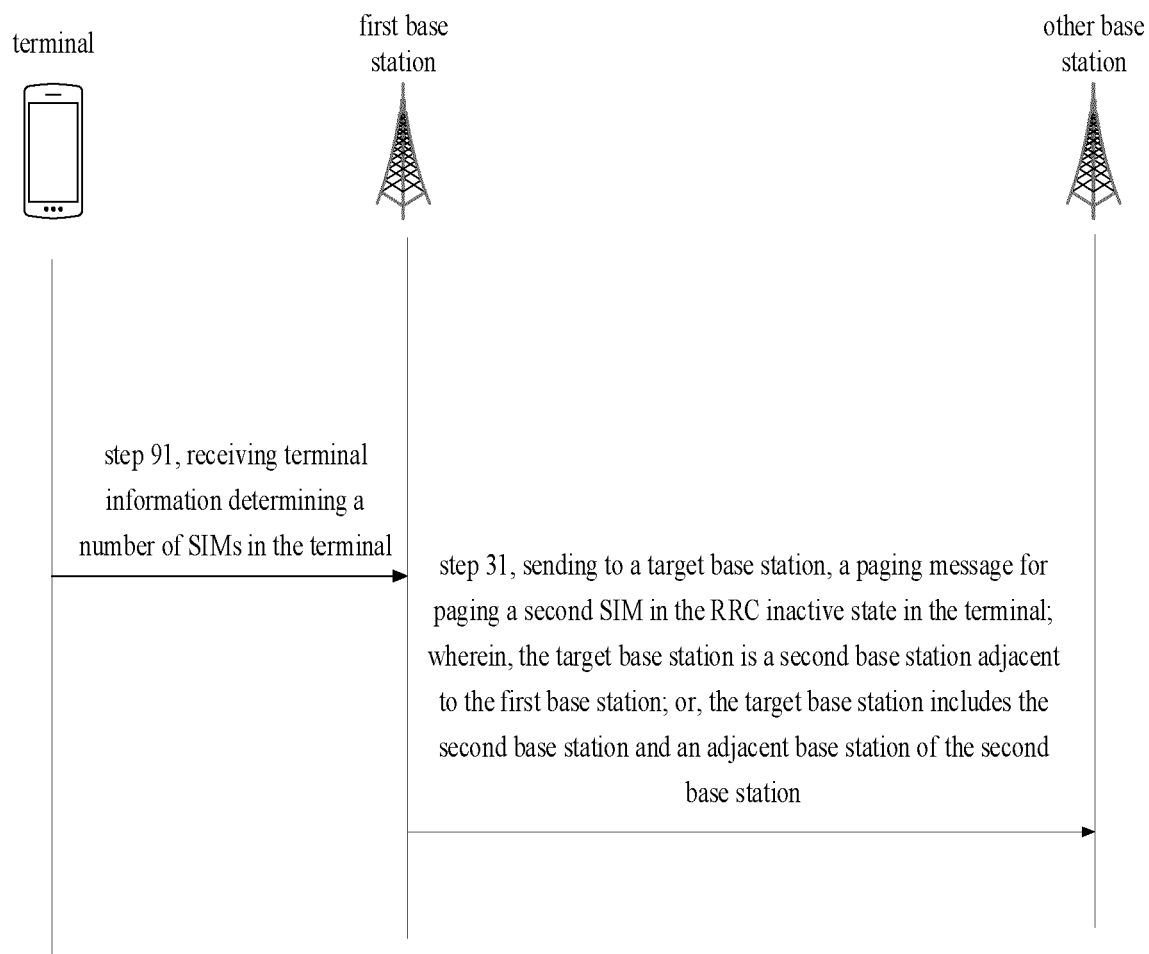 terminal
first base
station
other base
station
step 91, receiving terminal
information determining a
number of SIMs in the terminal
step 31, sending to a target base station, a paging message for
paging a second SIM in the RRC inactive state in the terminal;
wherein, the target base station is a second base station adjacent
to the first base station; or, the target base station includes the
second base station and an adjacent base station of the second
base station